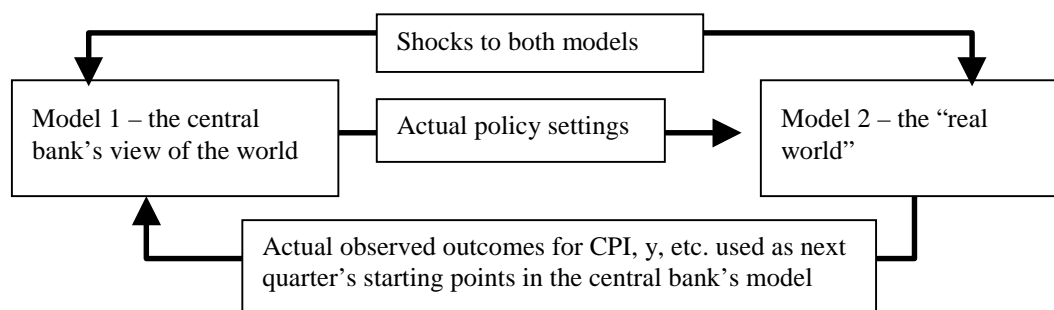 Shocks to both models
Model 1 – the central
bank’s view of the world
Actual policy settings
Model 2 – the “real
world”
Actual observed outcomes for CPI, y, etc. used as next
quarter’s starting points in the central bank’s model